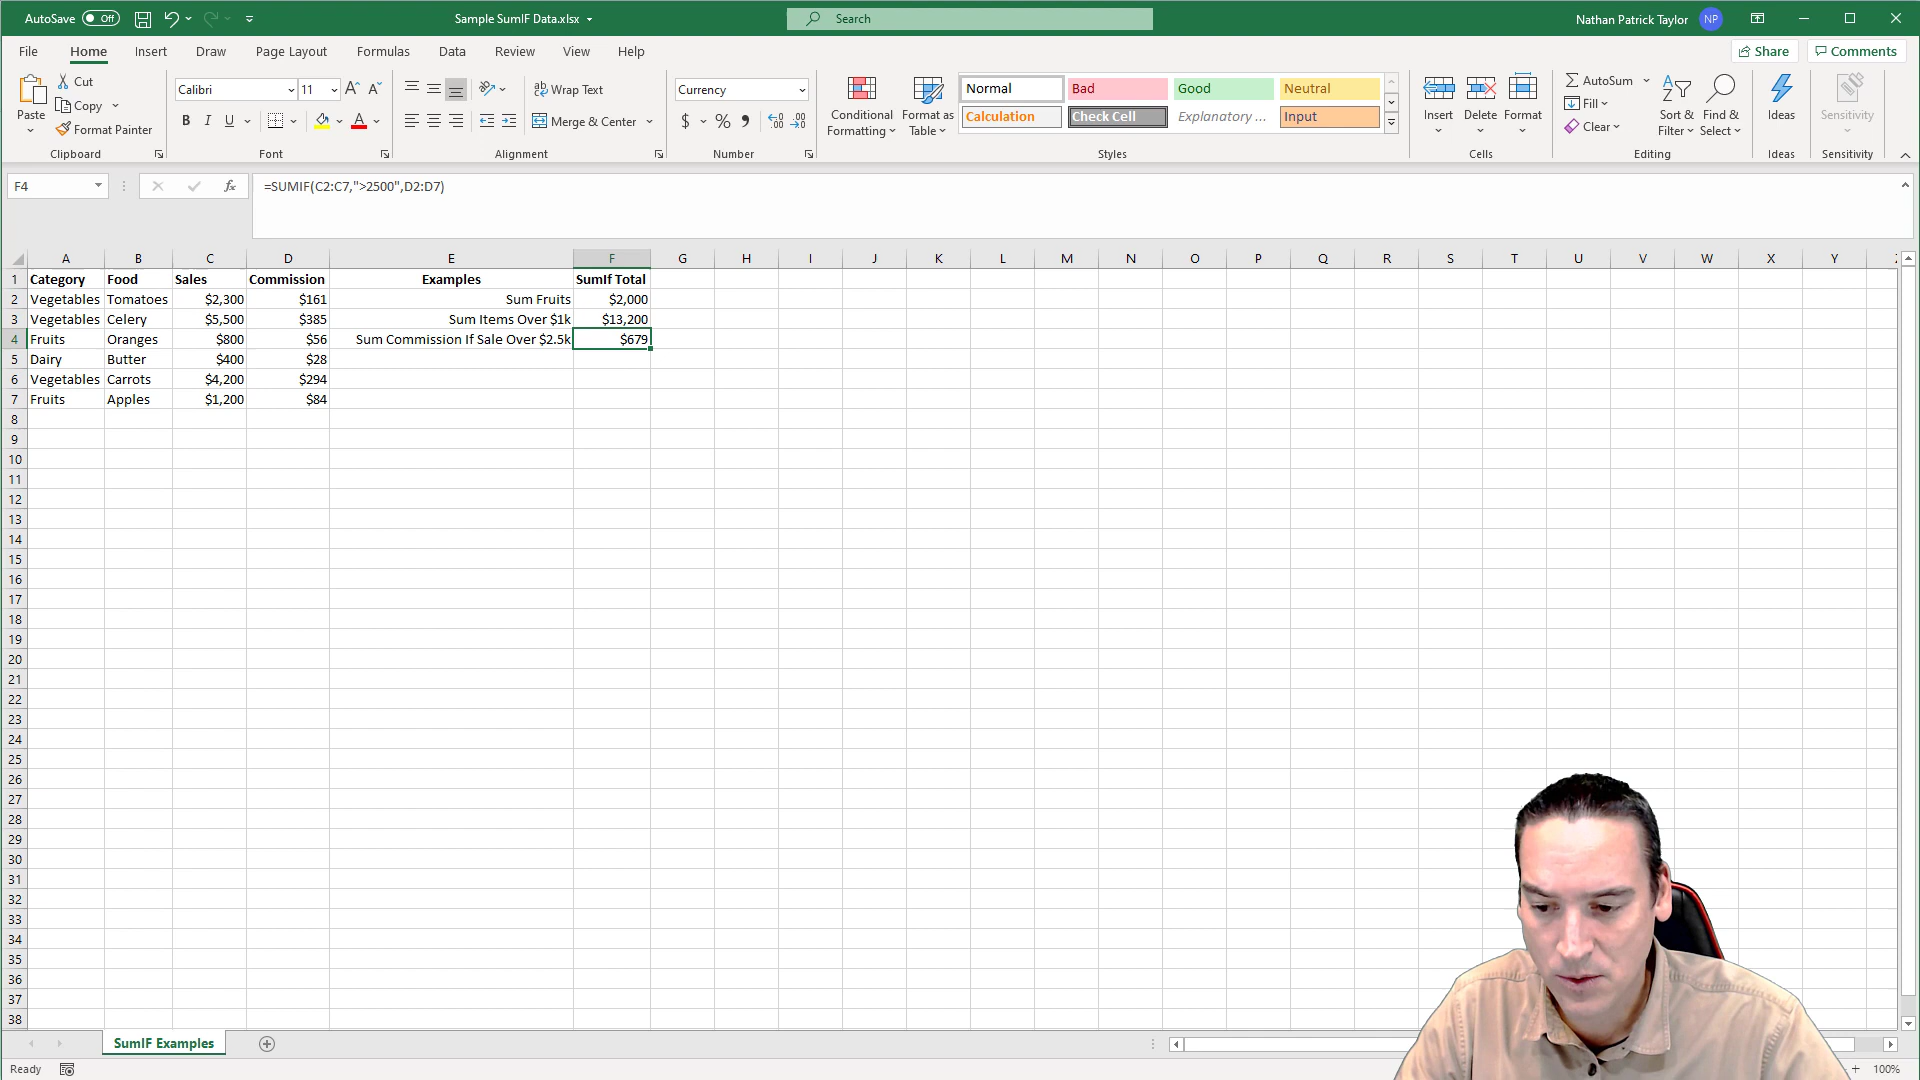 AutoSave Off Sample SumIF Data.xlsx Search Nathan Patrick Taylor NP
File Home Insert Draw Page Layout Formulas Data Review View Help Share Comments
Paste
Cut
Copy
Format Painter
Clipboard
Calibri 11 A A
B I U A
Font
Wrap Text
Merge & Center
Alignment
Currency
$ %
Number
Conditional Formatting
Format as Table
Normal Bad Good Neutral
Calculation Check Cell Explanatory ... Input
Styles
Insert Delete Format
Cells
AutoSum
Fill
Clear
Sort & Filter
Find & Select
Editing
Ideas
Ideas
Sensitivity
Sensitivity
F4 fx =SUMIF(C2:C7,">2500",D2:D7)
A B C D E F G H I J K L M N O P Q R S T U V W X Y
1 Category Food Sales Commission Examples SumIf Total
2 Vegetables Tomatoes $2,300 $161 Sum Fruits $2,000
3 Vegetables Celery $5,500 $385 Sum Items Over $1k $13,200
4 Fruits Oranges $800 $56 Sum Commission If Sale Over $2.5k $679
5 Dairy Butter $400 $28
6 Vegetables Carrots $4,200 $294
7 Fruits Apples $1,200 $84
8
9
10
11
12
13
14
15
16
17
18
19
20
21
22
23
24
25
26
27
28
29
30
31
32
33
34
35
36
37
38
SumIF Examples
Ready 100%